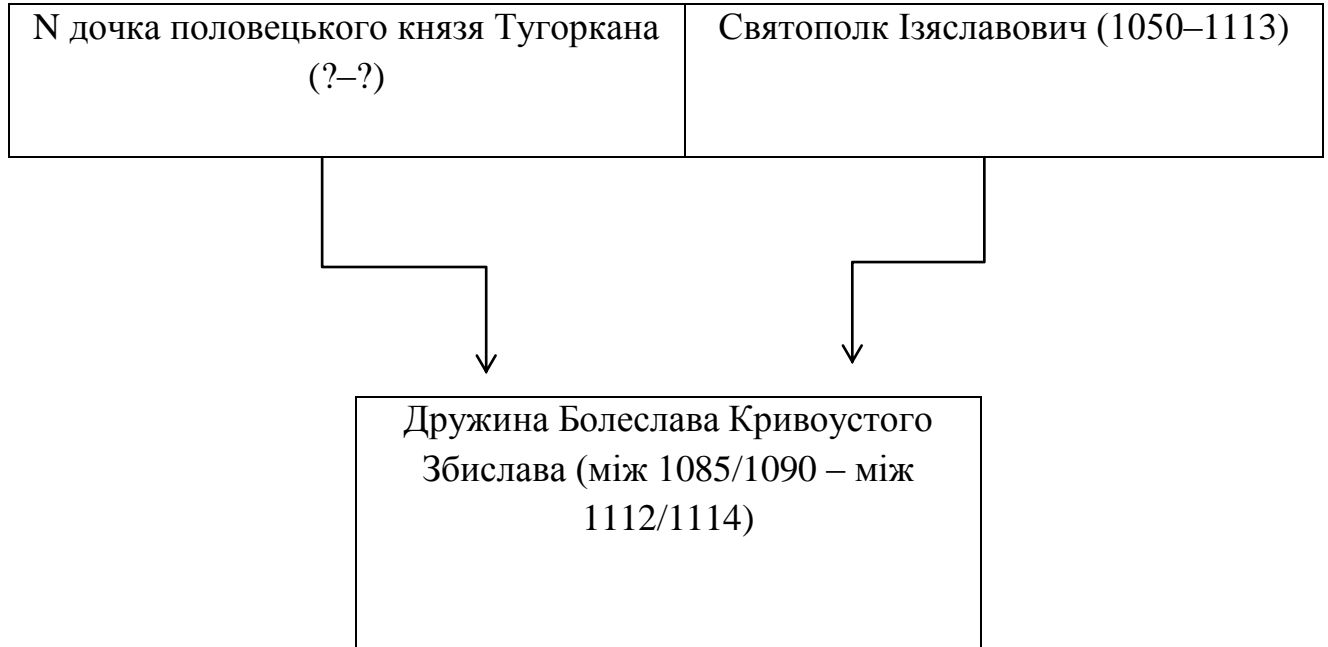 N дочка половецького князя Тугоркана
(?–?)
Святополк Ізяславович (1050–1113)
Дружина Болеслава Кривоустого
Збислава (між 1085/1090 – між
1112/1114)